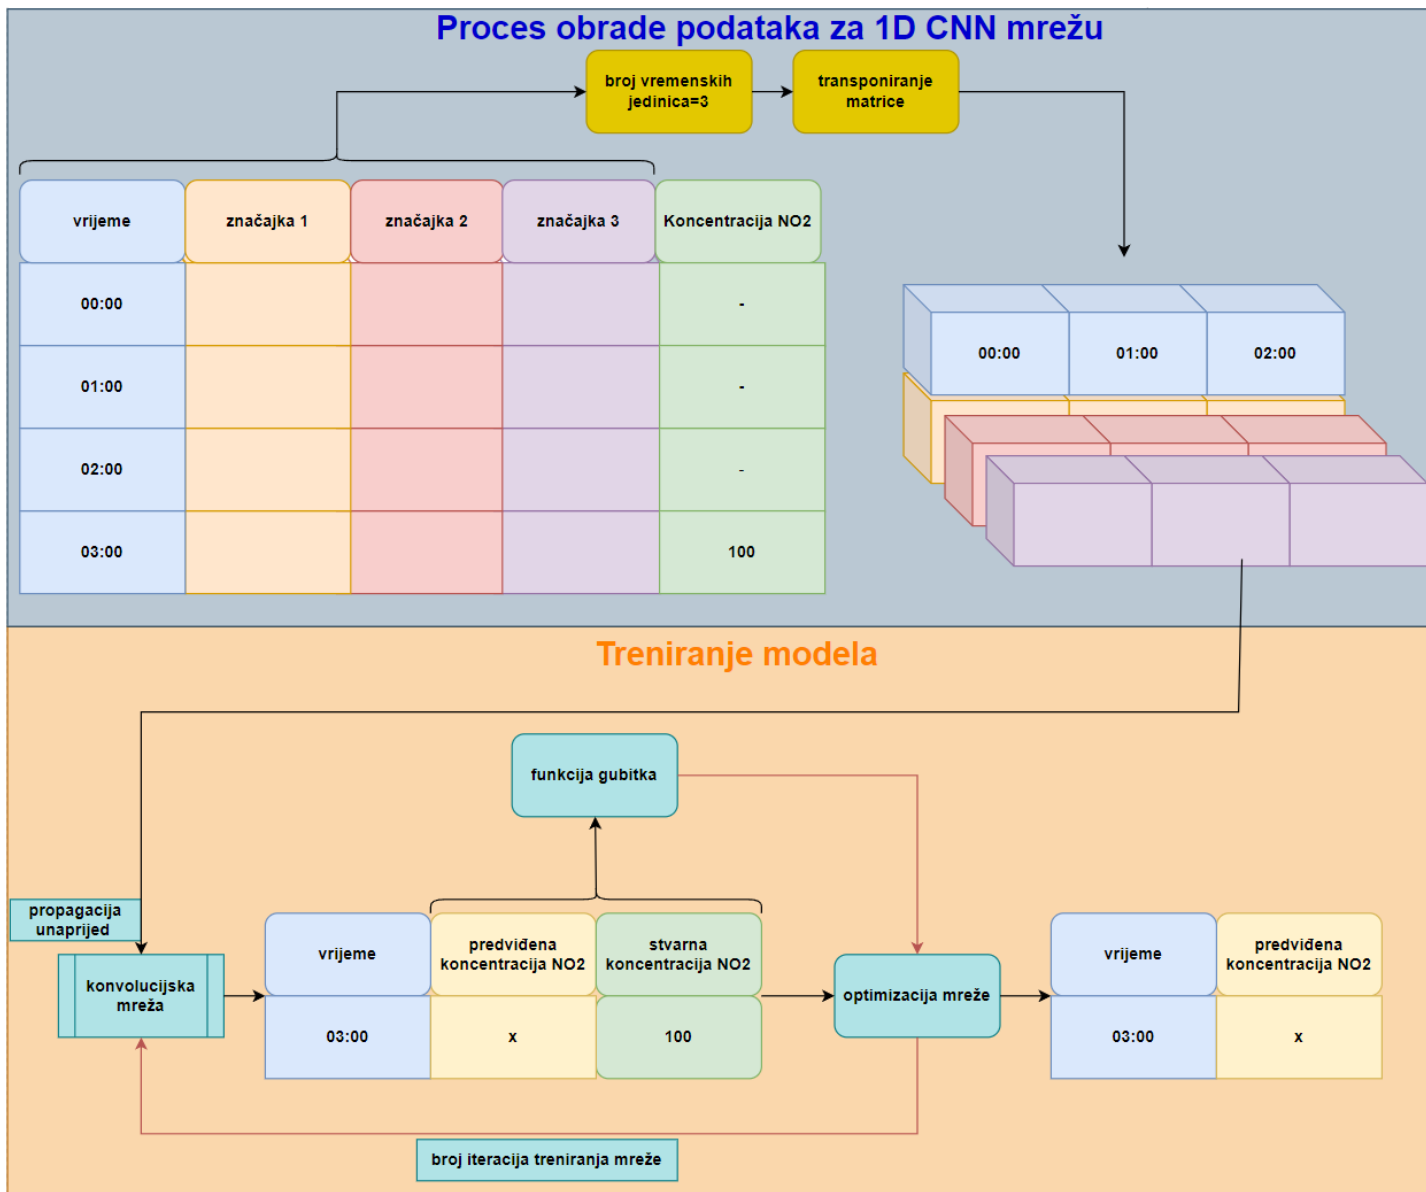 Proces obrade podataka za 1D CNN mrežu
broj vremenskih
jedinica=3
transponiranje
matrice
vrijeme
značajka 1
značajka 2
značajka 3
Koncentracija NO2
00:00
-
01:00
-
02:00
-
03:00
100
00:00
01:00
02:00
Treniranje modela
funkcija gubitka
propagacija
unaprijed
konvolucijska
mreža
vrijeme
predviđena
koncentracija NO2
stvarna
koncentracija NO2
03:00
x
100
optimizacija mreže
vrijeme
predviđena
koncentracija NO2
03:00
x
broj iteracija treniranja mreže